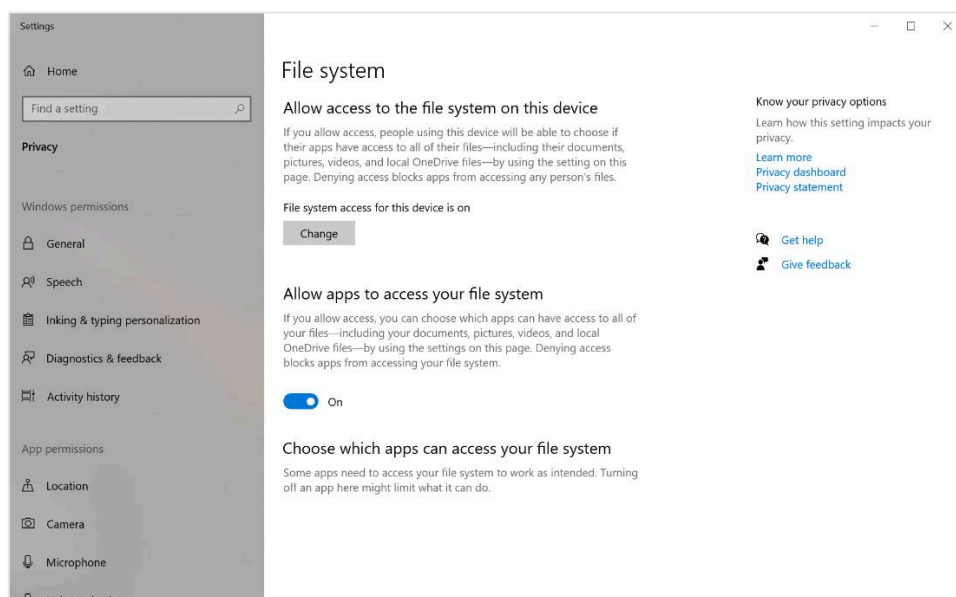 Settings
Home
Find a setting
Privacy
Windows permissions
General
Speech
Inking & typing personalization
Diagnostics & feedback
Activity history
App permissions
Location
Camera
Microphone
File system
Allow access to the file system on this device
If you allow access, people using this device will be able to choose if
their apps have access to all of their files—including their documents,
pictures, videos, and local OneDrive files—by using the setting on this
page. Denying access blocks apps from accessing any person's files.
File system access for this device is on
Change
Allow apps to access your file system
If you allow access, you can choose which apps can have access to all of
your files—including your documents, pictures, videos, and local
OneDrive files—by using the settings on this page. Denying access
blocks apps from accessing your file system.
On
Choose which apps can access your file system
Some apps need to access your file system to work as intended. Turning
off an app here might limit what it can do.
Know your privacy options
Learn how this setting impacts your
privacy.
Learn more
Privacy dashboard
Privacy statement
Get help
Give feedback